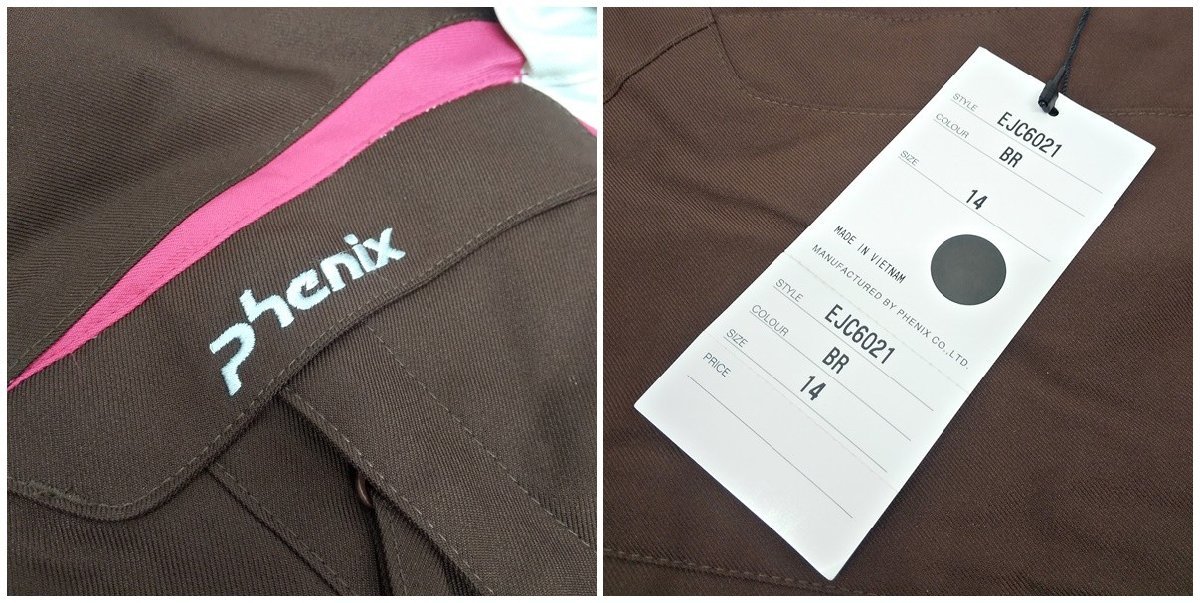 phenix
STYLE EJC6021
COLOUR BR
SIZE 14
MADE IN VIETNAM
MANUFACTURED BY PHENIX CO.,LTD.
STYLE EJC6021
COLOUR BR
SIZE 14
PRICE